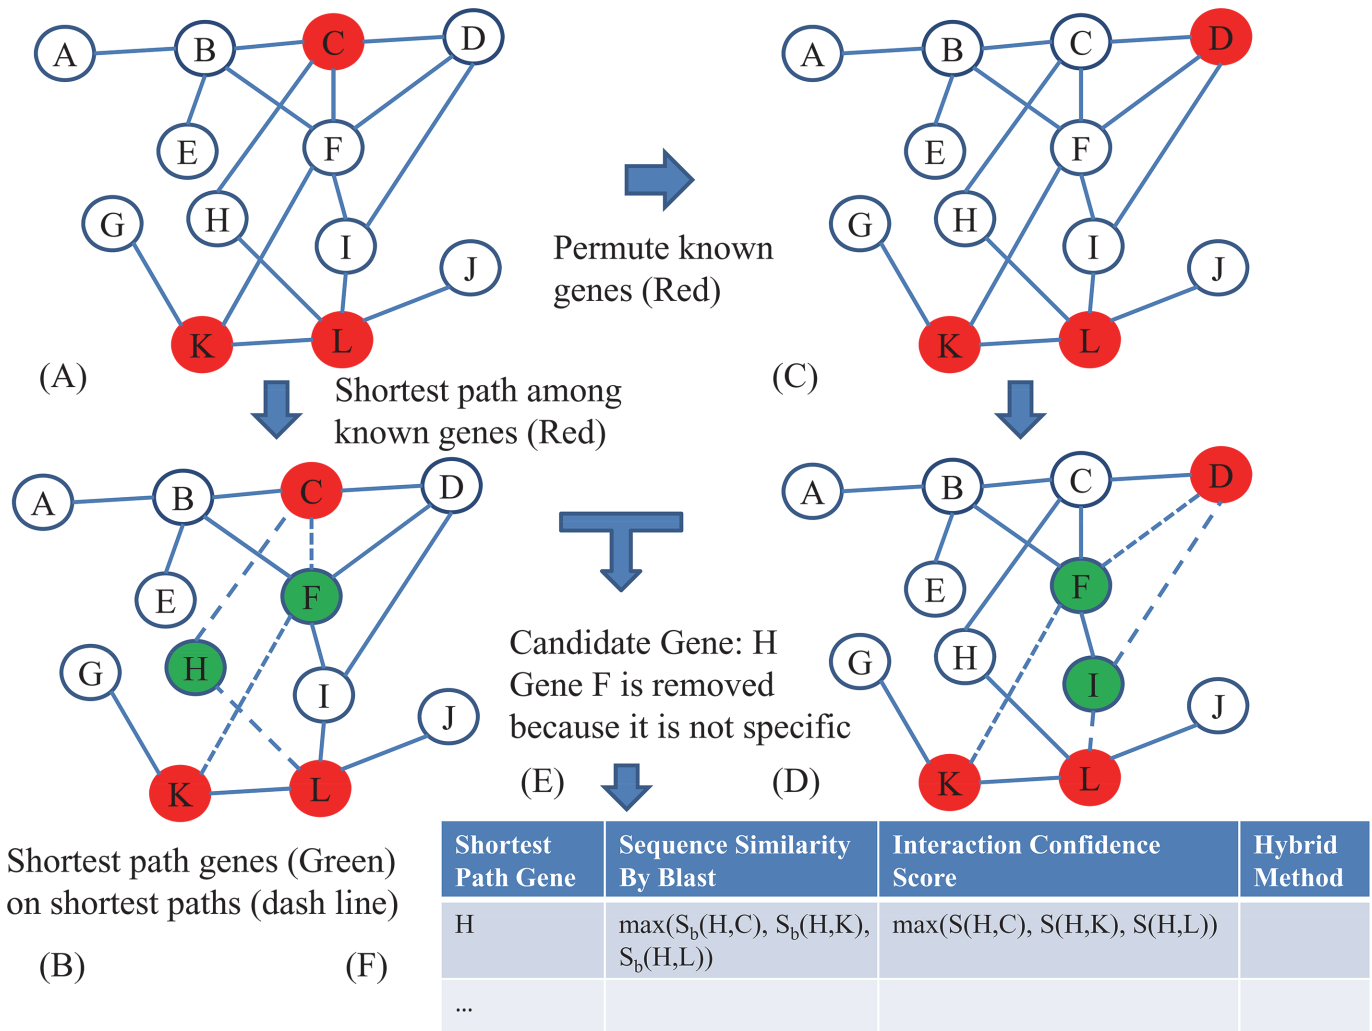 A
B
C
D
E
F
G
H
I
J
K
L
(A)
Permute known
genes (Red)
A
B
C
D
E
F
G
H
I
J
K
L
(C)
Shortest path among
known genes (Red)
A
B
C
D
E
F
G
H
I
J
K
L
Shortest path genes (Green)
on shortest paths (dash line)
(B)
Candidate Gene: H
Gene F is removed
because it is not specific
(E)
A
B
C
D
E
F
G
H
I
J
K
L
(D)
(F)
Shortest
Path Gene
Sequence Similarity
By Blast
Interaction Confidence
Score
Hybrid
Method
H
max(Sb(H,C), Sb(H,K),
Sb(H,L))
max(S(H,C), S(H,K), S(H,L))
...